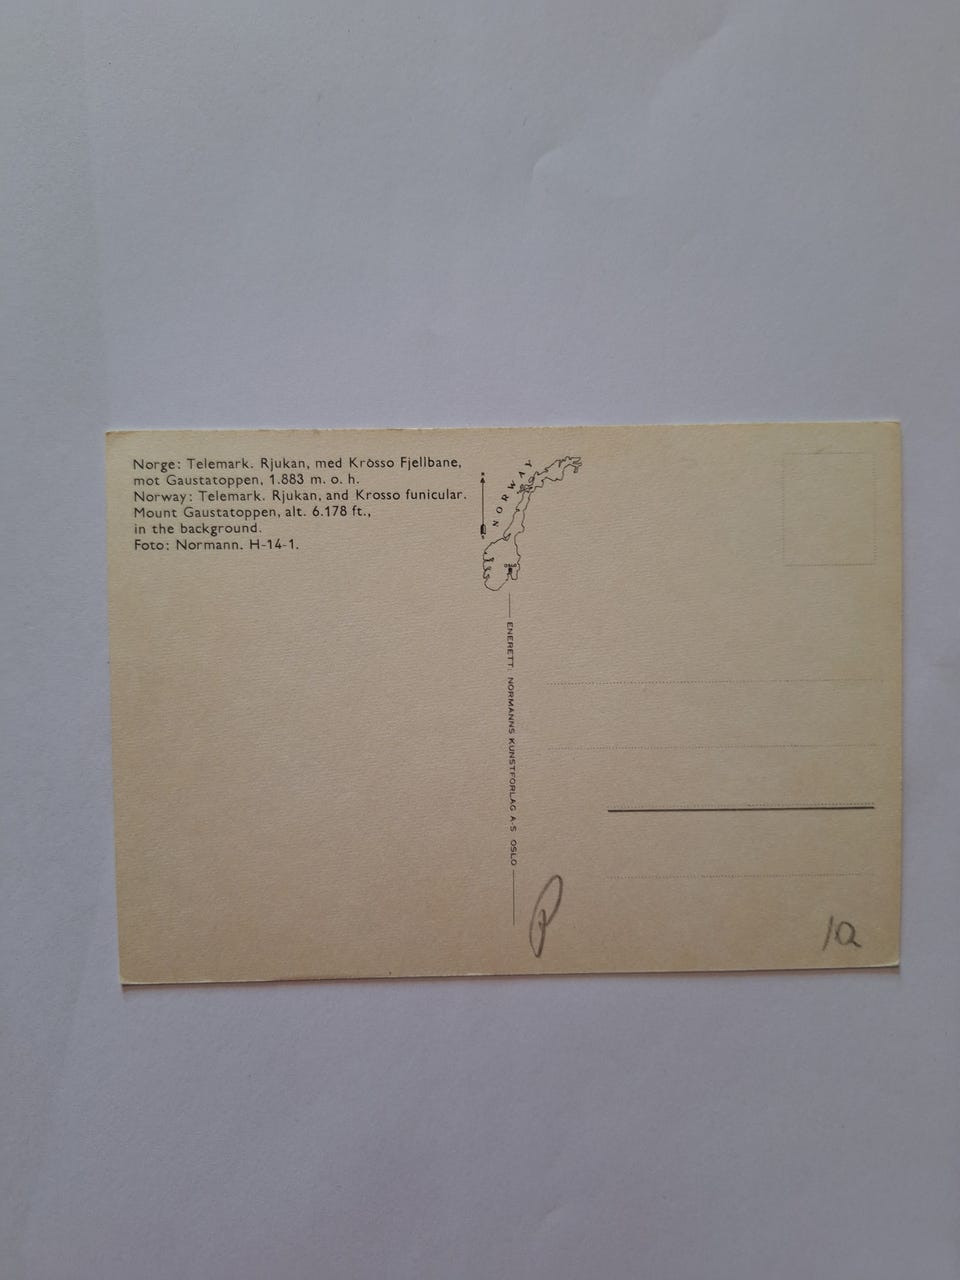 Norge: Telemark. Rjukan, med Krosso Fjellbane,
mot Gaustatoppen, 1.883 m. o. h.
Norway: Telemark. Rjukan, and Krosso funicular.
Mount Gaustatoppen, alt. 6.178 ft.,
in the background.
Foto: Normann. H-14-1.
NORWAY
OSLO
ENERETT: NORMANNS KUNSTFORLAG A-S OSLO